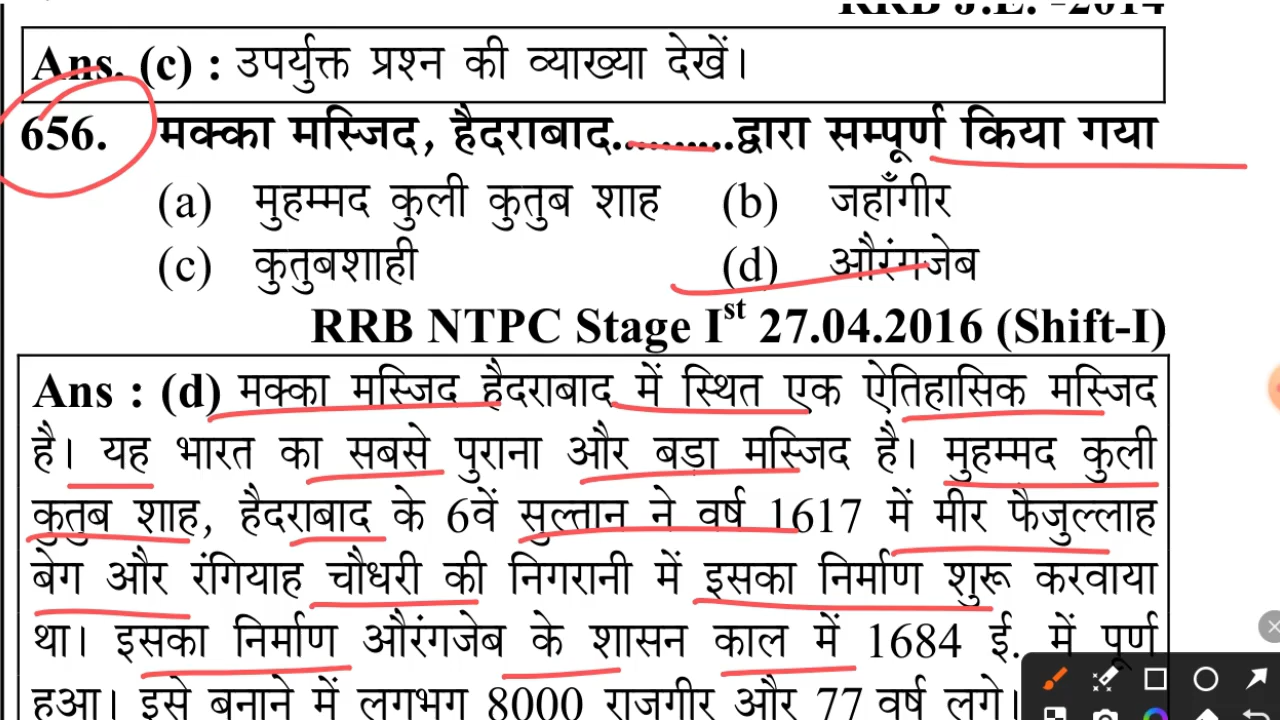 RRB J.E. -2014
Ans. (c) : उपर्युक्त प्रश्न की व्याख्या देखें।
656. मक्का मस्जिद, हैदराबाद..........द्वारा सम्पूर्ण किया गया
(a) मुहम्मद कुली कुतुब शाह (b) जहाँगीर
(c) कुतुबशाही (d) औरंगजेब
RRB NTPC Stage Ist 27.04.2016 (Shift-I)
Ans : (d) मक्का मस्जिद हैदराबाद में स्थित एक ऐतिहासिक मस्जिद
है। यह भारत का सबसे पुराना और बड़ा मस्जिद है। मुहम्मद कुली
कुतुब शाह, हैदराबाद के 6वें सुल्तान ने वर्ष 1617 में मीर फैजुल्लाह
बेग और रंगियाह चौधरी की निगरानी में इसका निर्माण शुरू करवाया
था। इसका निर्माण औरंगजेब के शासन काल में 1684 ई. में पूर्ण
हुआ। इसे बनाने में लगभग 8000 राजगीर और 77 वर्ष लगे।